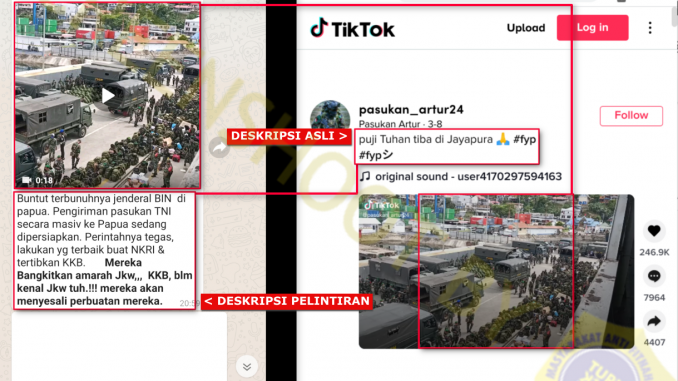 TikTok
Upload
Log in
pasukan_artur24
Pasukan Artur · 3-8
Follow
DESKRIPSI ASLI >
puji Tuhan tiba di Jayapura 🙏 #fyp
#fypシ
♫ original sound - user4170297594163
0:18
Buntut terbunuhnya jenderal BIN di
papua. Pengiriman pasukan TNI
secara masiv ke Papua sedang
dipersiapkan. Perintahnya tegas,
lakukan yg terbaik buat NKRI &
tertibkan KKB. Mereka
Bangkitkan amarah Jkw,,, KKB, blm
kenal Jkw tuh.!!! mereka akan
menyesali perbuatan mereka.
20:59
< DESKRIPSI PELINTIRAN
TikTok
246.9K
7964
4407